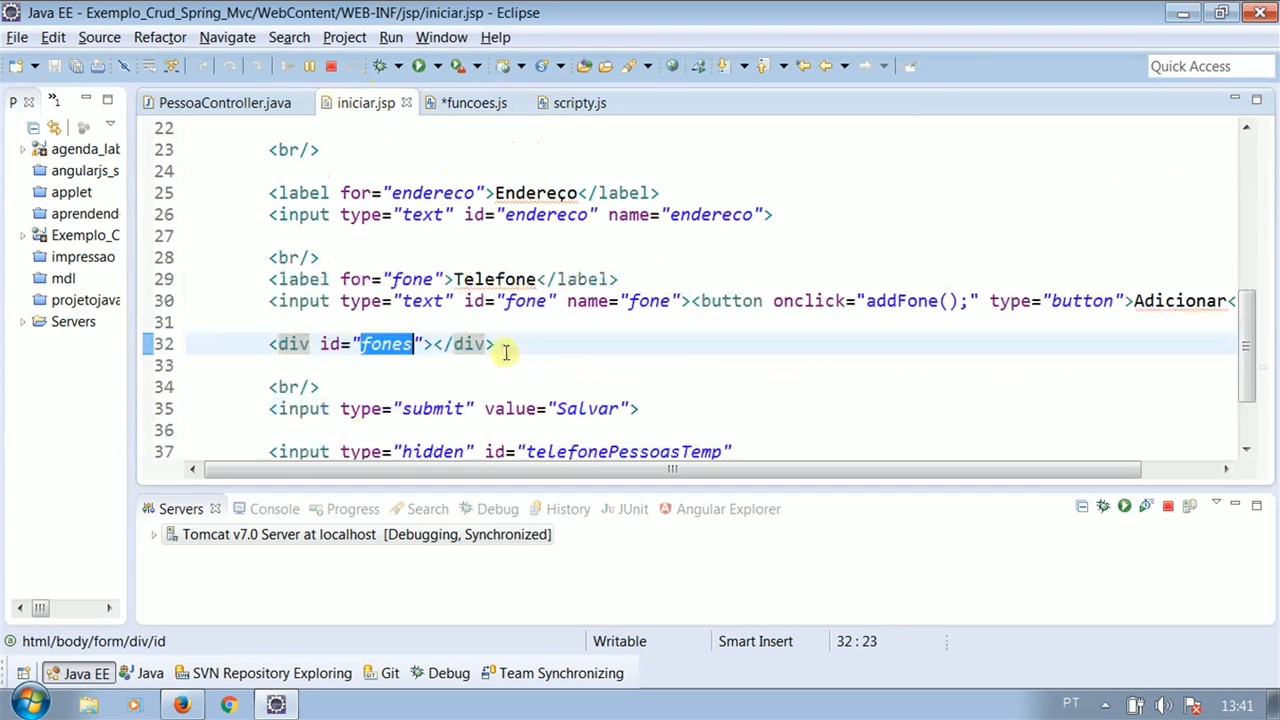 Java EE - Exemplo_Crud_Spring_Mvc/WebContent/WEB-INF/jsp/iniciar.jsp - Eclipse
File Edit Source Refactor Navigate Search Project Run Window Help
Quick Access
P »1 PessoaController.java iniciar.jsp *funcoes.js scripty.js
agenda_lab
angularjs_s
applet
aprendend
Exemplo_C
impressao
mdl
projetojava
Servers
22
23 <br/>
24
25 <label for="endereco">Endereço</label>
26 <input type="text" id="endereco" name="endereco">
27
28 <br/>
29 <label for="fone">Telefone</label>
30 <input type="text" id="fone" name="fone"><button onclick="addFone();" type="button">Adicionar<
31
32 <div id="fones"></div>
33
34 <br/>
35 <input type="submit" value="Salvar">
36
37 <input type="hidden" id="telefonePessoasTemp"
Servers Console Progress Search Debug History JUnit Angular Explorer
Tomcat v7.0 Server at localhost [Debugging, Synchronized]
html/body/form/div/id Writable Smart Insert 32 : 23
Java EE Java SVN Repository Exploring Git Debug Team Synchronizing
PT 13:41